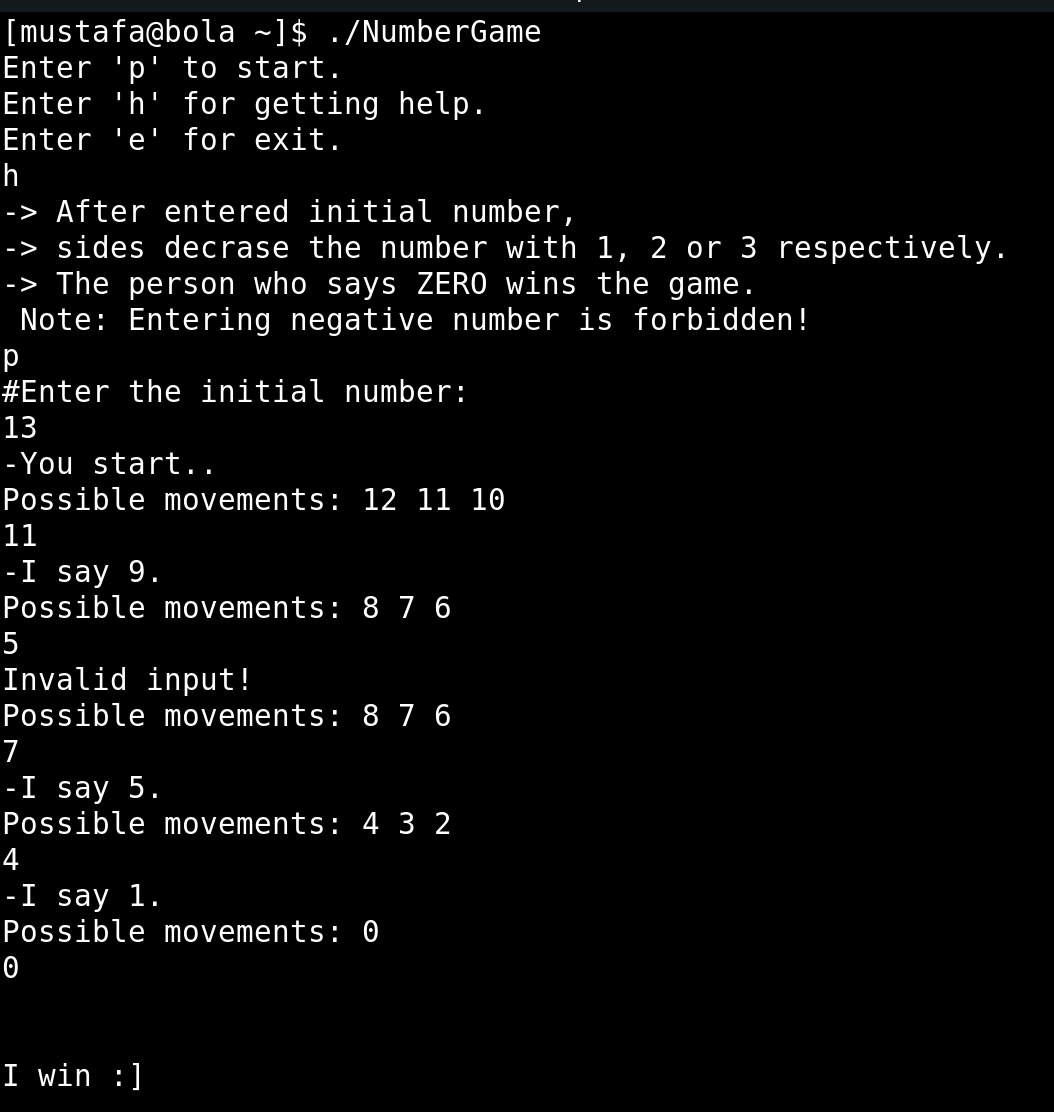 [mustafa@bola ~]$ ./NumberGame
Enter 'p' to start.
Enter 'h' for getting help.
Enter 'e' for exit.
h
-> After entered initial number,
-> sides decrase the number with 1, 2 or 3 respectively.
-> The person who says ZERO wins the game.
 Note: Entering negative number is forbidden!
p
#Enter the initial number:
13
-You start..
Possible movements: 12 11 10
11
-I say 9.
Possible movements: 8 7 6
5
Invalid input!
Possible movements: 8 7 6
7
-I say 5.
Possible movements: 4 3 2
4
-I say 1.
Possible movements: 0
0
I win :]